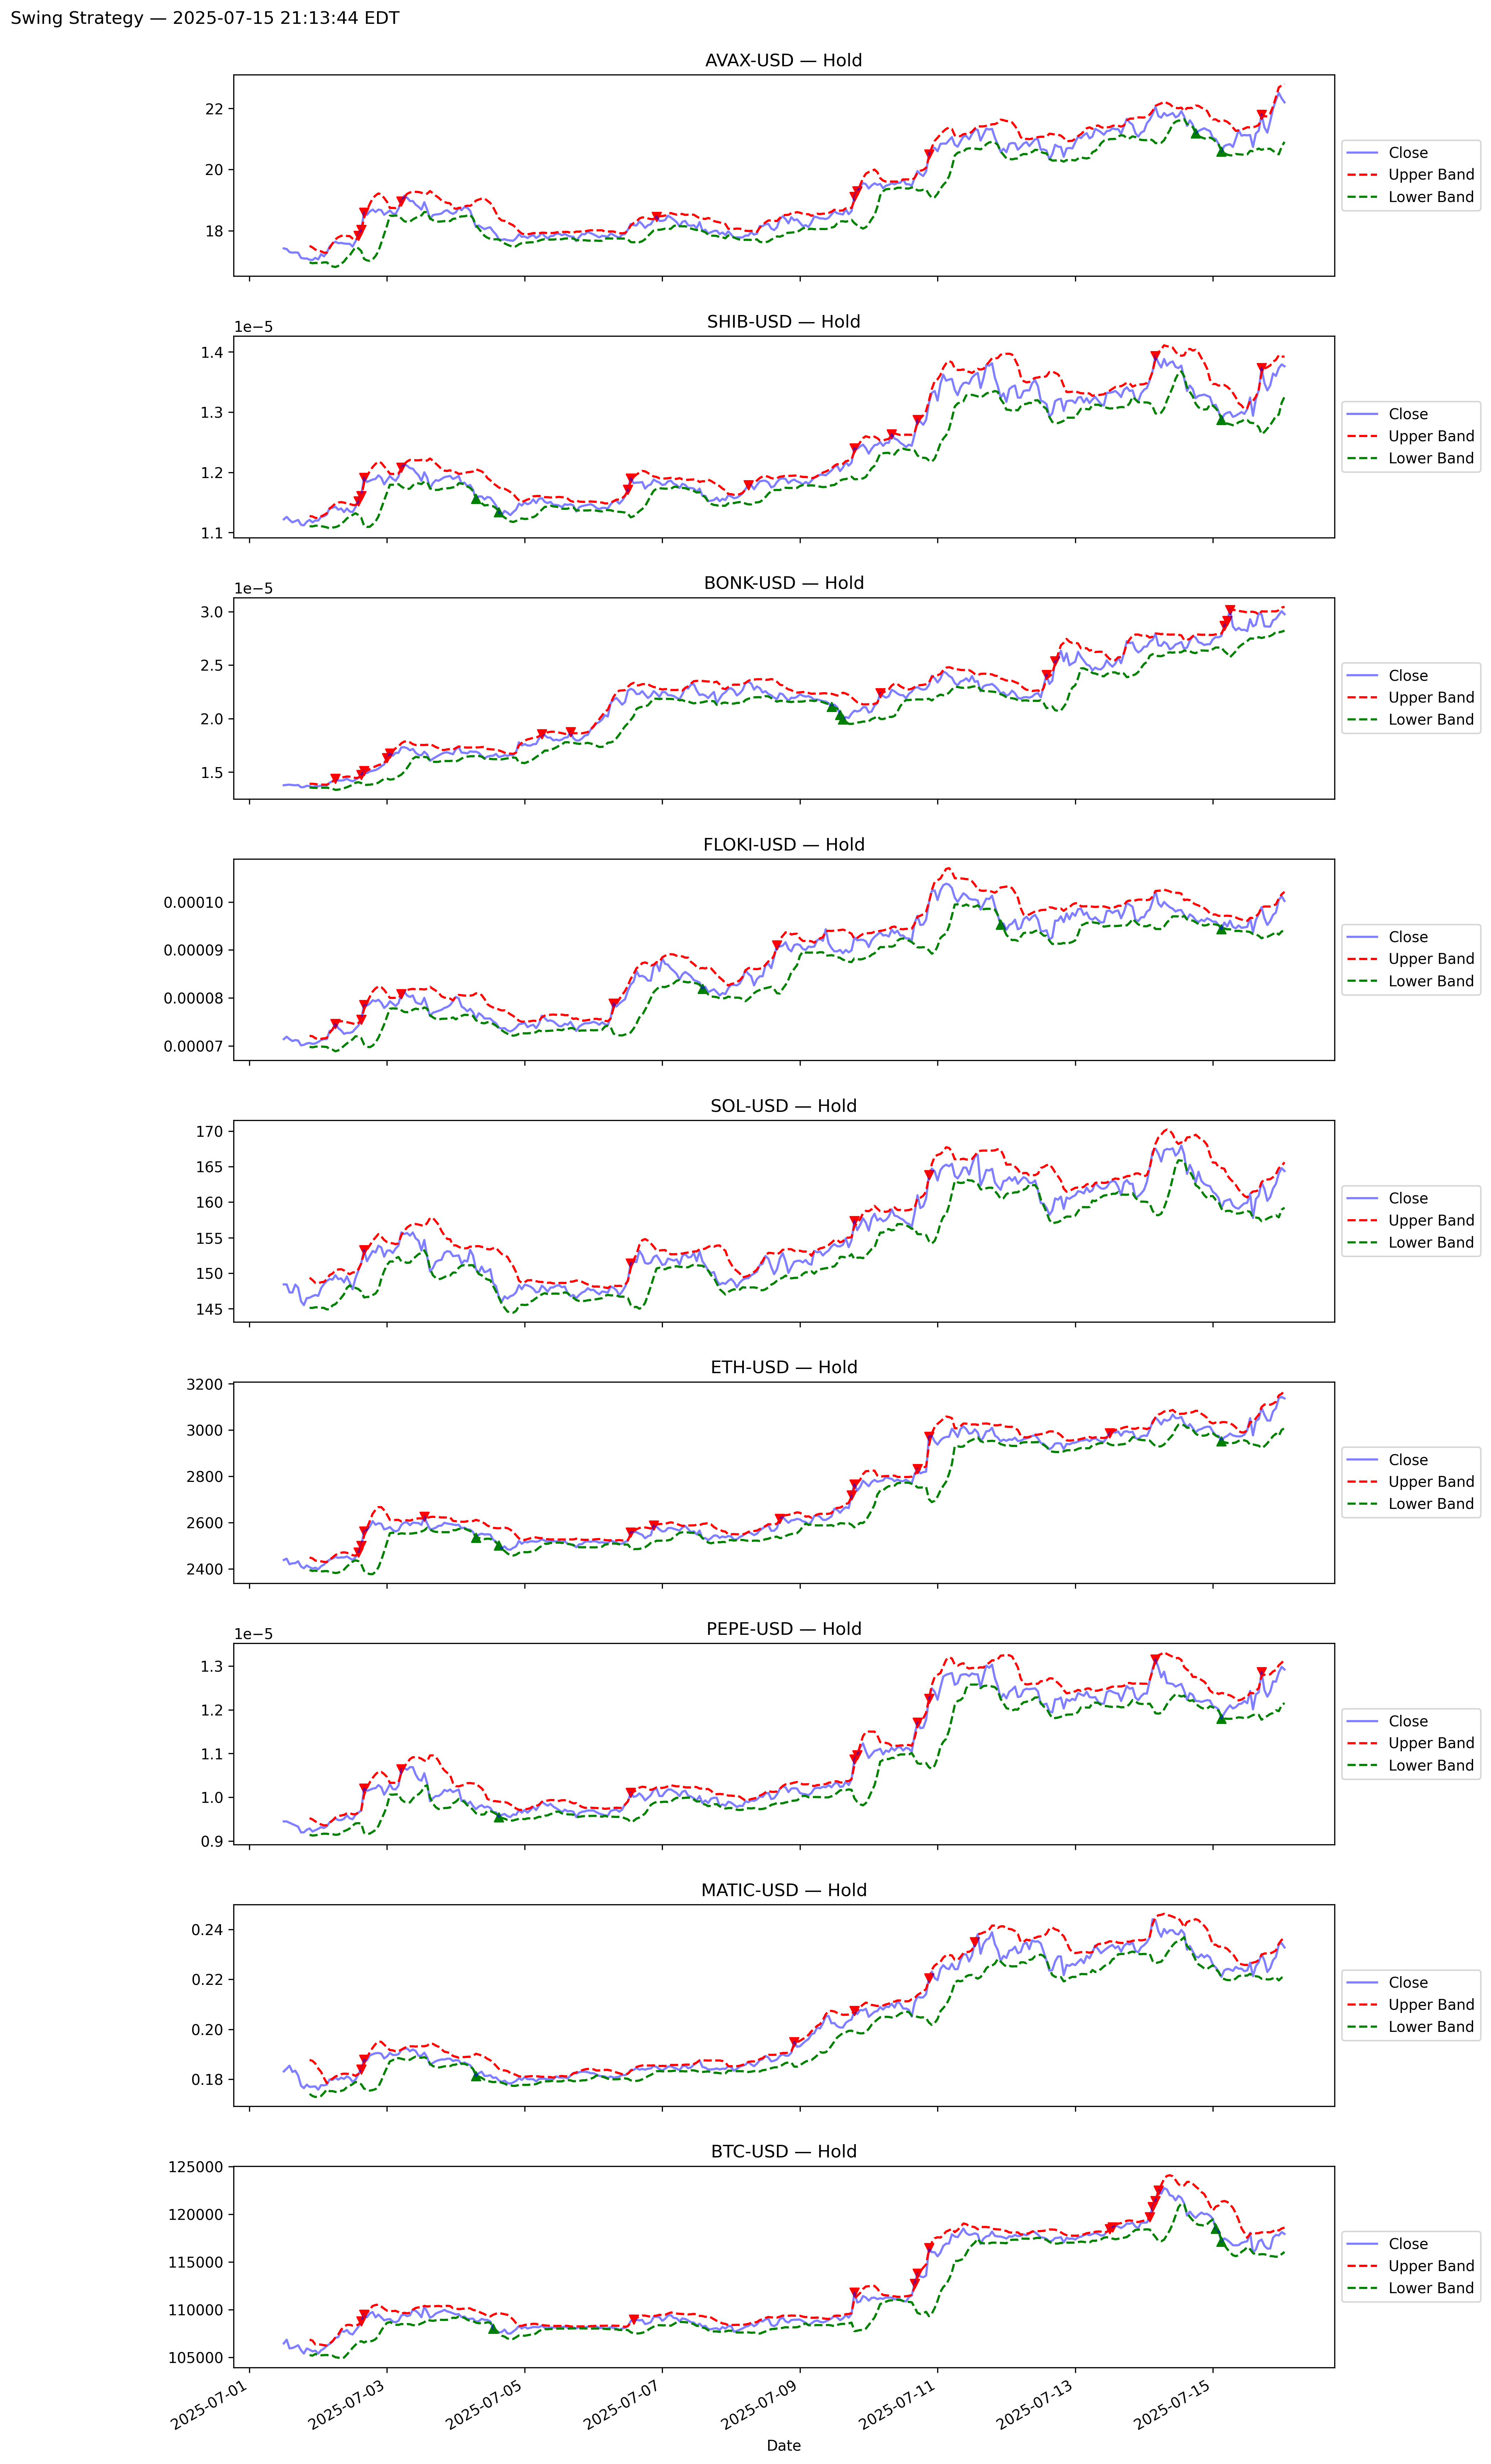 Swing Strategy — 2025-07-15 21:13:44 EDT
AVAX-USD — Hold
22
20
18
Close
Upper Band
Lower Band
SHIB-USD — Hold
1e−5
1.4
1.3
1.2
1.1
Close
Upper Band
Lower Band
BONK-USD — Hold
1e−5
3.0
2.5
2.0
1.5
Close
Upper Band
Lower Band
FLOKI-USD — Hold
0.00010
0.00009
0.00008
0.00007
Close
Upper Band
Lower Band
SOL-USD — Hold
170
165
160
155
150
145
Close
Upper Band
Lower Band
ETH-USD — Hold
3200
3000
2800
2600
2400
Close
Upper Band
Lower Band
PEPE-USD — Hold
1e−5
1.3
1.2
1.1
1.0
0.9
Close
Upper Band
Lower Band
MATIC-USD — Hold
0.24
0.22
0.20
0.18
Close
Upper Band
Lower Band
BTC-USD — Hold
125000
120000
115000
110000
105000
Close
Upper Band
Lower Band
2025-07-01
2025-07-03
2025-07-05
2025-07-07
2025-07-09
2025-07-11
2025-07-13
2025-07-15
Date